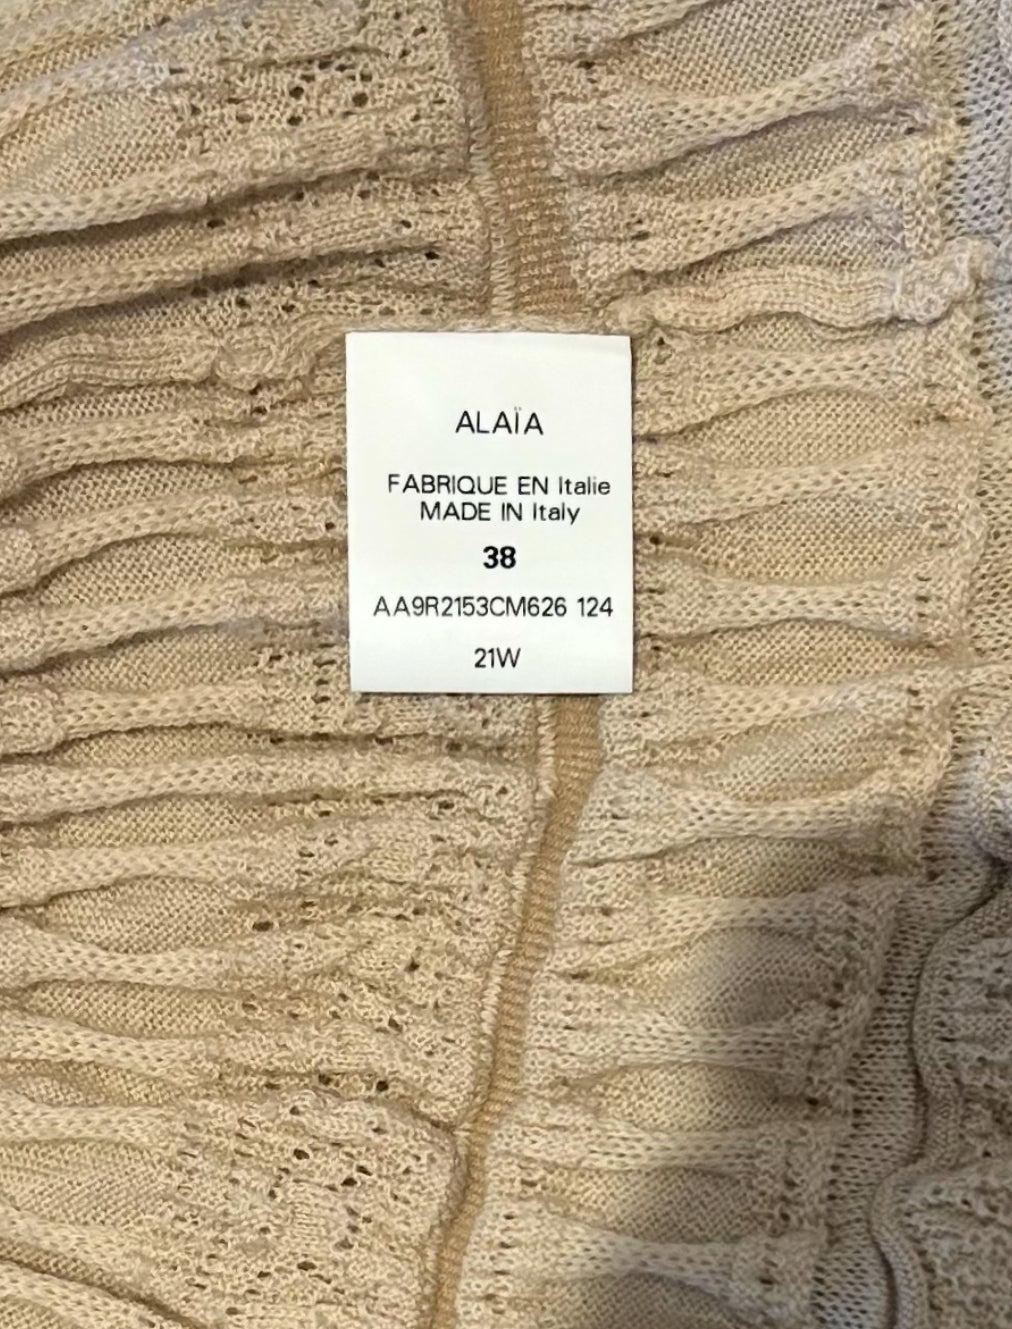 ALAÏA
FABRIQUE EN Italie
MADE IN Italy
38
AA9R2153CM626 124
21W